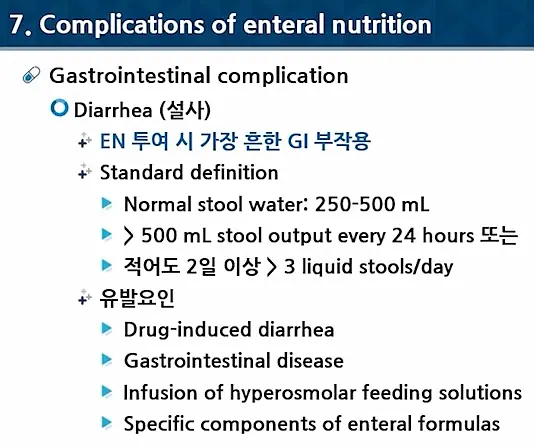 7. Complications of enteral nutrition
Gastrointestinal complication
Diarrhea (설사)
EN 투여 시 가장 흔한 GI 부작용
Standard definition
Normal stool water: 250-500 mL
> 500 mL stool output every 24 hours 또는
적어도 2일 이상 > 3 liquid stools/day
유발요인
Drug-induced diarrhea
Gastrointestinal disease
Infusion of hyperosmolar feeding solutions
Specific components of enteral formulas